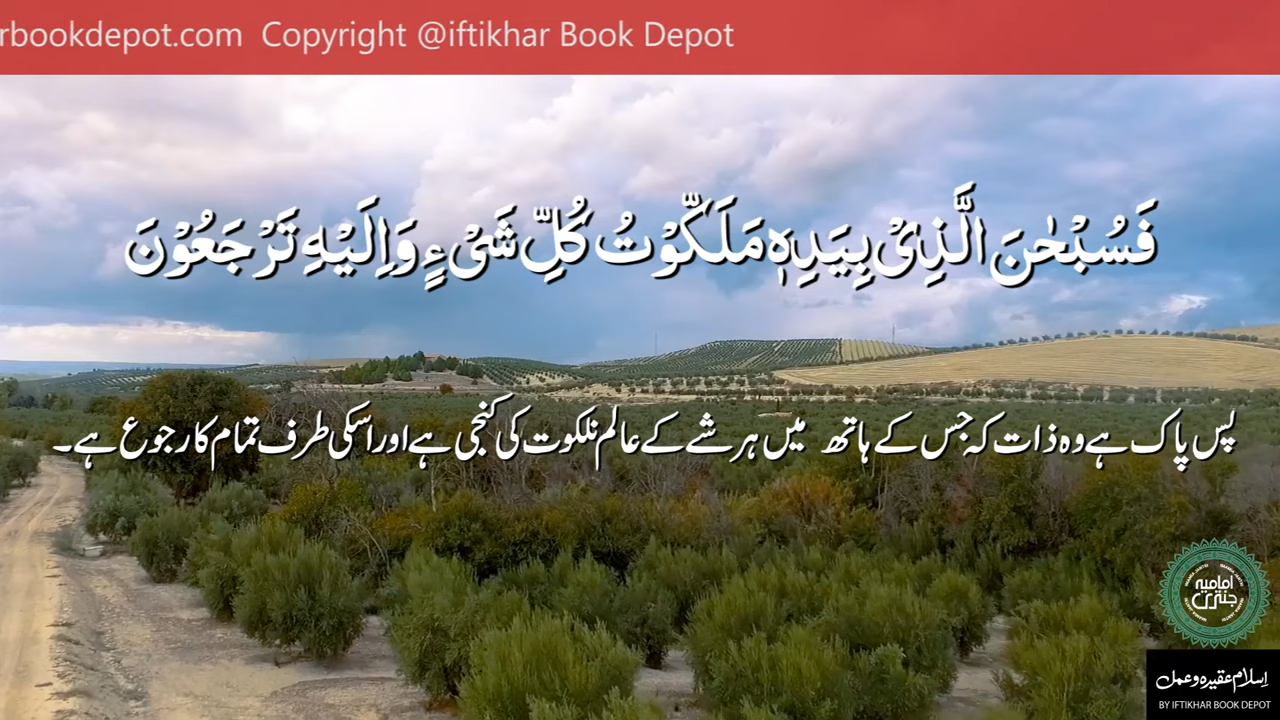 rbookdepot.com Copyright @iftikhar Book Depot
فَسُبْحٰنَ الَّذِیْ بِیَدِهٖ مَلَكُوْتُ كُلِّ شَیْءٍ وَاِلَیْهِ تَرْجَعُوْنَ
پس پاک ہے وہ ذات کہ جس کے ہاتھ میں ہر شے کے عالم ملکوت کی کنجی ہے اور اسکی طرف تمام کا رجوع ہے۔
امامیہ
جنتری
اسلام عقیدہ و عمل
BY IFTIKHAR BOOK DEPOT